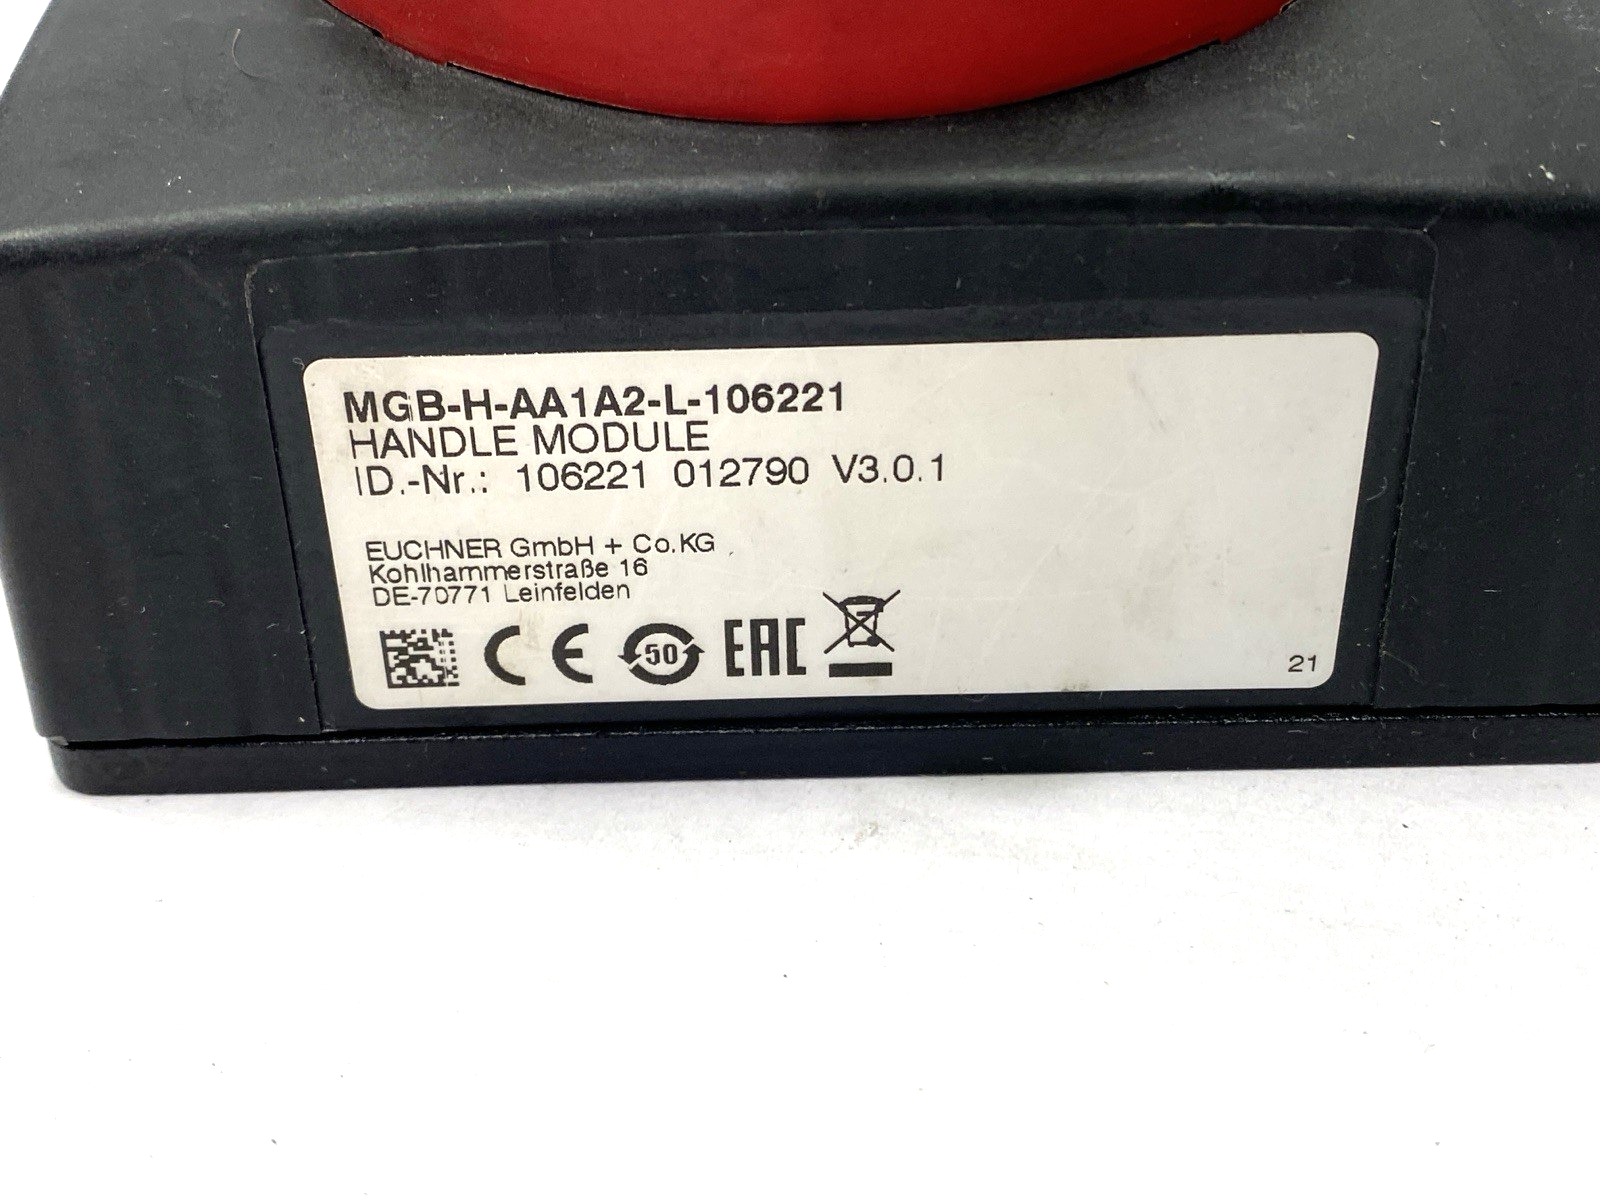 MGB-H-AA1A2-L-106221
HANDLE MODULE
ID.-Nr.: 106221 012790 V3.0.1
EUCHNER GmbH + Co.KG
Kohlhammerstraße 16
DE-70771 Leinfelden
CE 50 EAC
21